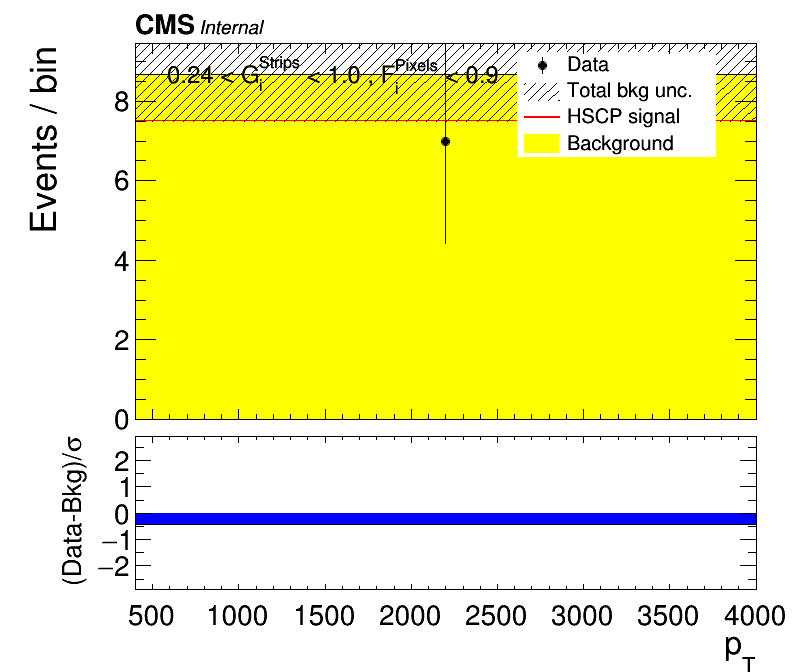 CMS Internal
Events / bin
0.24 < G_i^Strips < 1.0 , F_i^Pixels < 0.9
Data
Total bkg unc.
HSCP signal
Background
8
6
4
2
0
(Data-Bkg)/σ
2
1
0
−1
−2
500 1000 1500 2000 2500 3000 3500 4000
p_T